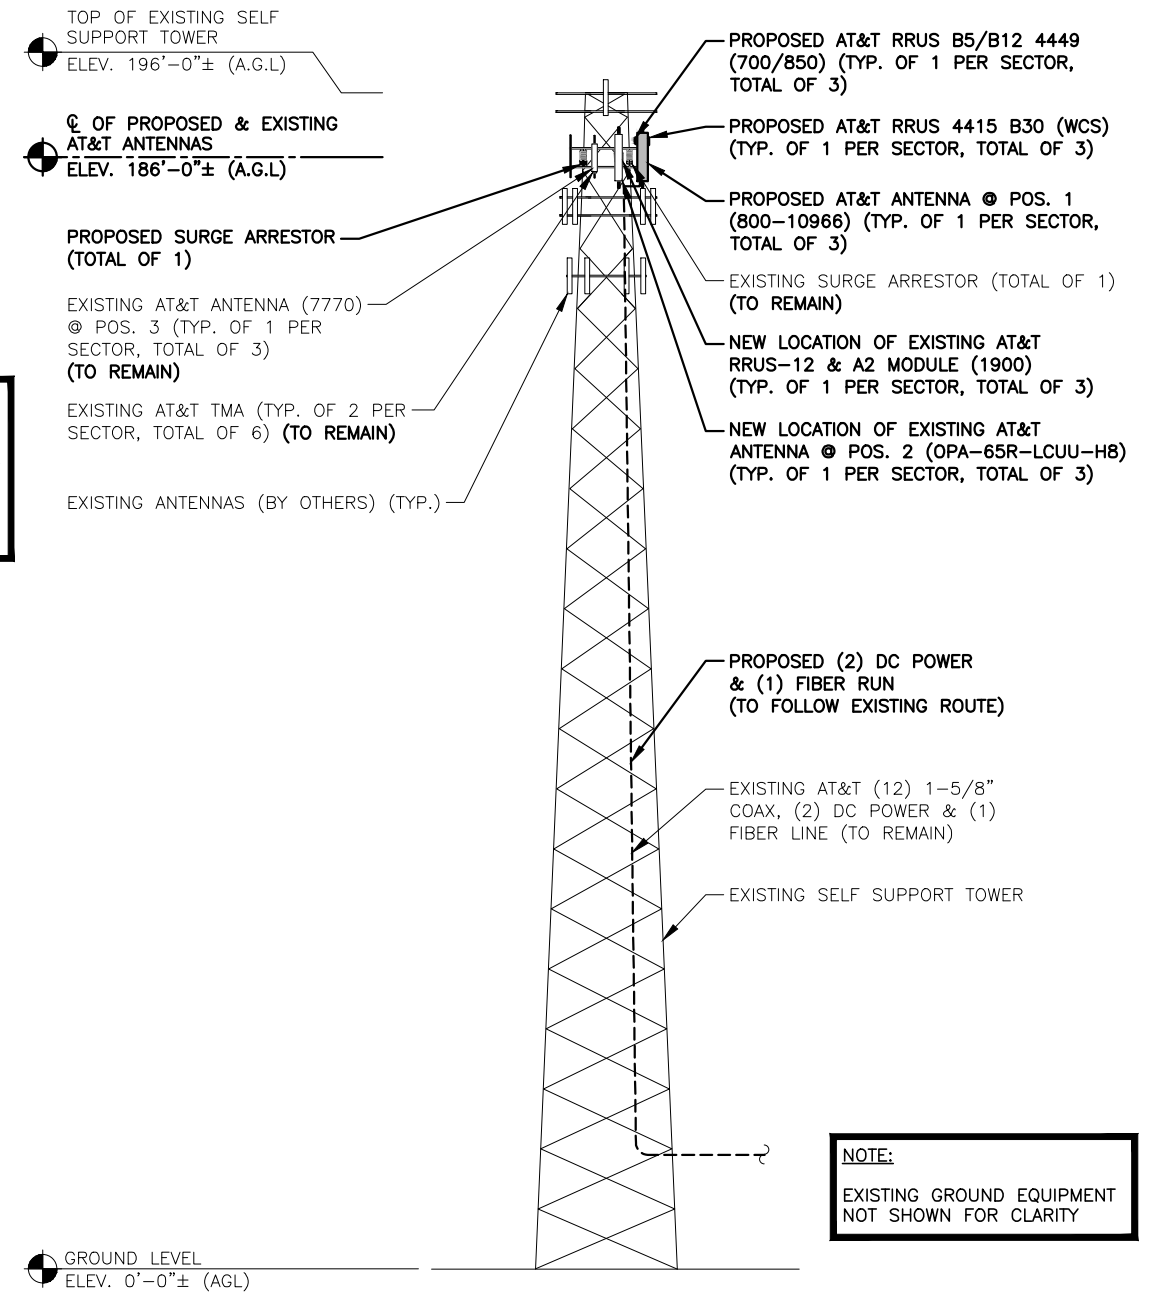 TOP OF EXISTING SELF
SUPPORT TOWER
ELEV. 196'-0"± (A.G.L)
℄ OF PROPOSED & EXISTING
AT&T ANTENNAS
ELEV. 186'-0"± (A.G.L)
PROPOSED SURGE ARRESTOR
(TOTAL OF 1)
EXISTING AT&T ANTENNA (7770)
@ POS. 3 (TYP. OF 1 PER
SECTOR, TOTAL OF 3)
(TO REMAIN)
EXISTING AT&T TMA (TYP. OF 2 PER
SECTOR, TOTAL OF 6) (TO REMAIN)
EXISTING ANTENNAS (BY OTHERS) (TYP.)
PROPOSED AT&T RRUS B5/B12 4449
(700/850) (TYP. OF 1 PER SECTOR,
TOTAL OF 3)
PROPOSED AT&T RRUS 4415 B30 (WCS)
(TYP. OF 1 PER SECTOR, TOTAL OF 3)
PROPOSED AT&T ANTENNA @ POS. 1
(800-10966) (TYP. OF 1 PER SECTOR,
TOTAL OF 3)
EXISTING SURGE ARRESTOR (TOTAL OF 1)
(TO REMAIN)
NEW LOCATION OF EXISTING AT&T
RRUS-12 & A2 MODULE (1900)
(TYP. OF 1 PER SECTOR, TOTAL OF 3)
NEW LOCATION OF EXISTING AT&T
ANTENNA @ POS. 2 (OPA-65R-LCUU-H8)
(TYP. OF 1 PER SECTOR, TOTAL OF 3)
PROPOSED (2) DC POWER
& (1) FIBER RUN
(TO FOLLOW EXISTING ROUTE)
EXISTING AT&T (12) 1-5/8"
COAX, (2) DC POWER & (1)
FIBER LINE (TO REMAIN)
EXISTING SELF SUPPORT TOWER
NOTE:
EXISTING GROUND EQUIPMENT
NOT SHOWN FOR CLARITY
GROUND LEVEL
ELEV. 0'-0"± (AGL)